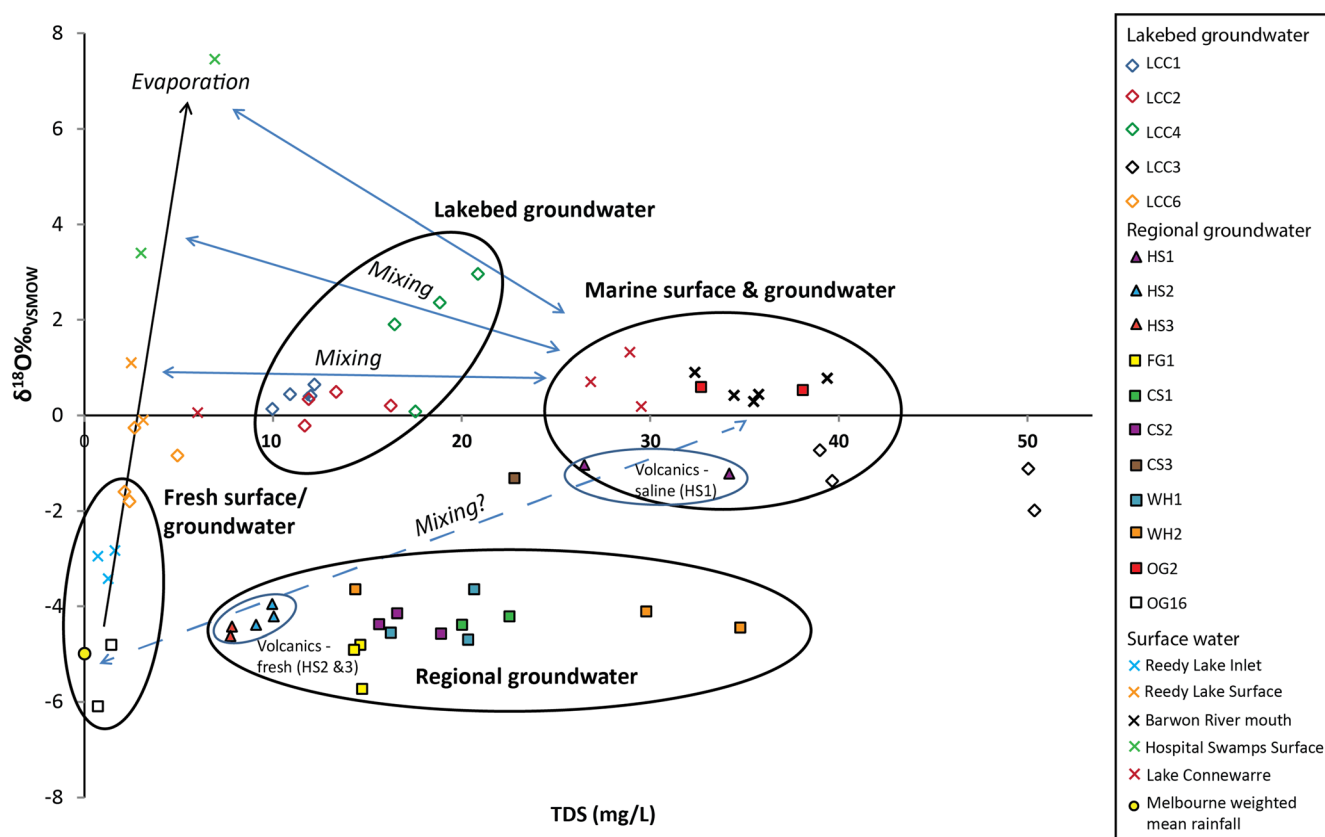 8
6
4
2
0
-2
-4
-6
-8
0
10
20
30
40
50
δ18O‰VSMOW
TDS (mg/L)
Evaporation
Lakebed groundwater
Mixing
Mixing
Marine surface & groundwater
Volcanics -
saline (HS1)
Fresh surface/
groundwater
Mixing?
Volcanics -
fresh (HS2 &3)
Regional groundwater
Lakebed groundwater
LCC1
LCC2
LCC4
LCC3
LCC6
Regional groundwater
HS1
HS2
HS3
FG1
CS1
CS2
CS3
WH1
WH2
OG2
OG16
Surface water
Reedy Lake Inlet
Reedy Lake Surface
Barwon River mouth
Hospital Swamps Surface
Lake Connewarre
Melbourne weighted
mean rainfall